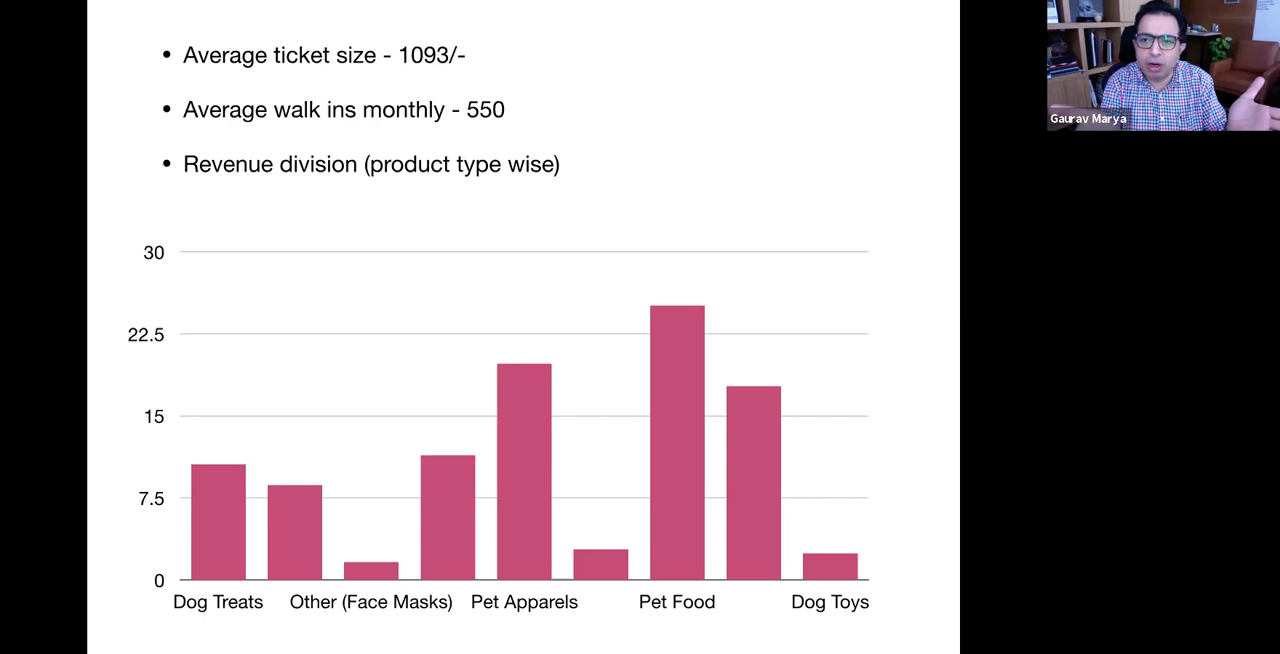 • Average ticket size - 1093/-
• Average walk ins monthly - 550
• Revenue division (product type wise)
Gaurav Marya
30
22.5
15
7.5
0
Dog Treats Other (Face Masks) Pet Apparels Pet Food Dog Toys